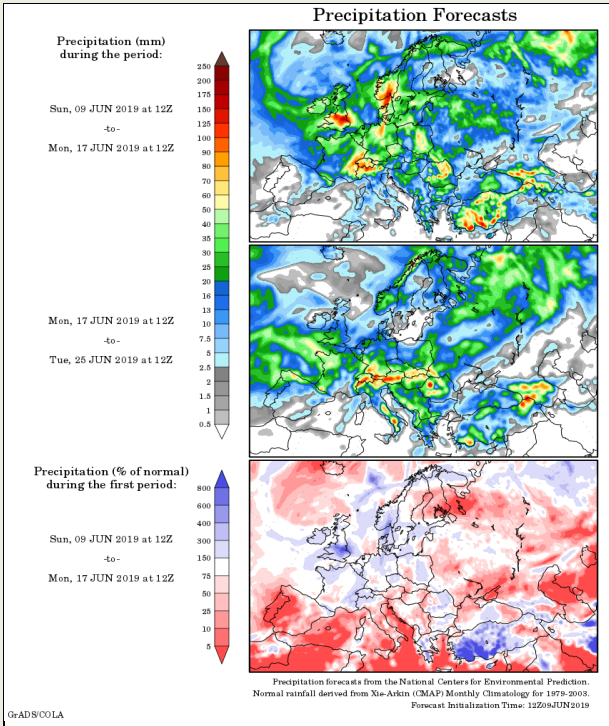 Precipitation Forecasts
Precipitation (mm)
during the period:
Sun, 09 JUN 2019 at 12Z
-to-
Mon, 17 JUN 2019 at 12Z
250
200
175
150
125
100
90
80
70
60
50
40
35
30
25
20
16
13
10
7.5
5
2.5
2
1.5
1
0.5
Mon, 17 JUN 2019 at 12Z
-to-
Tue, 25 JUN 2019 at 12Z
Precipitation (% of normal)
during the first period:
Sun, 09 JUN 2019 at 12Z
-to-
Mon, 17 JUN 2019 at 12Z
800
600
400
300
150
75
50
25
10
5
Precipitation forecasts from the National Centers for Environmental Prediction.
Normal rainfall derived from Xie-Arkin (CMAP) Monthly Climatology for 1979-2003.
Forecast Initialization Time: 12Z09JUN2019
GrADS/COLA